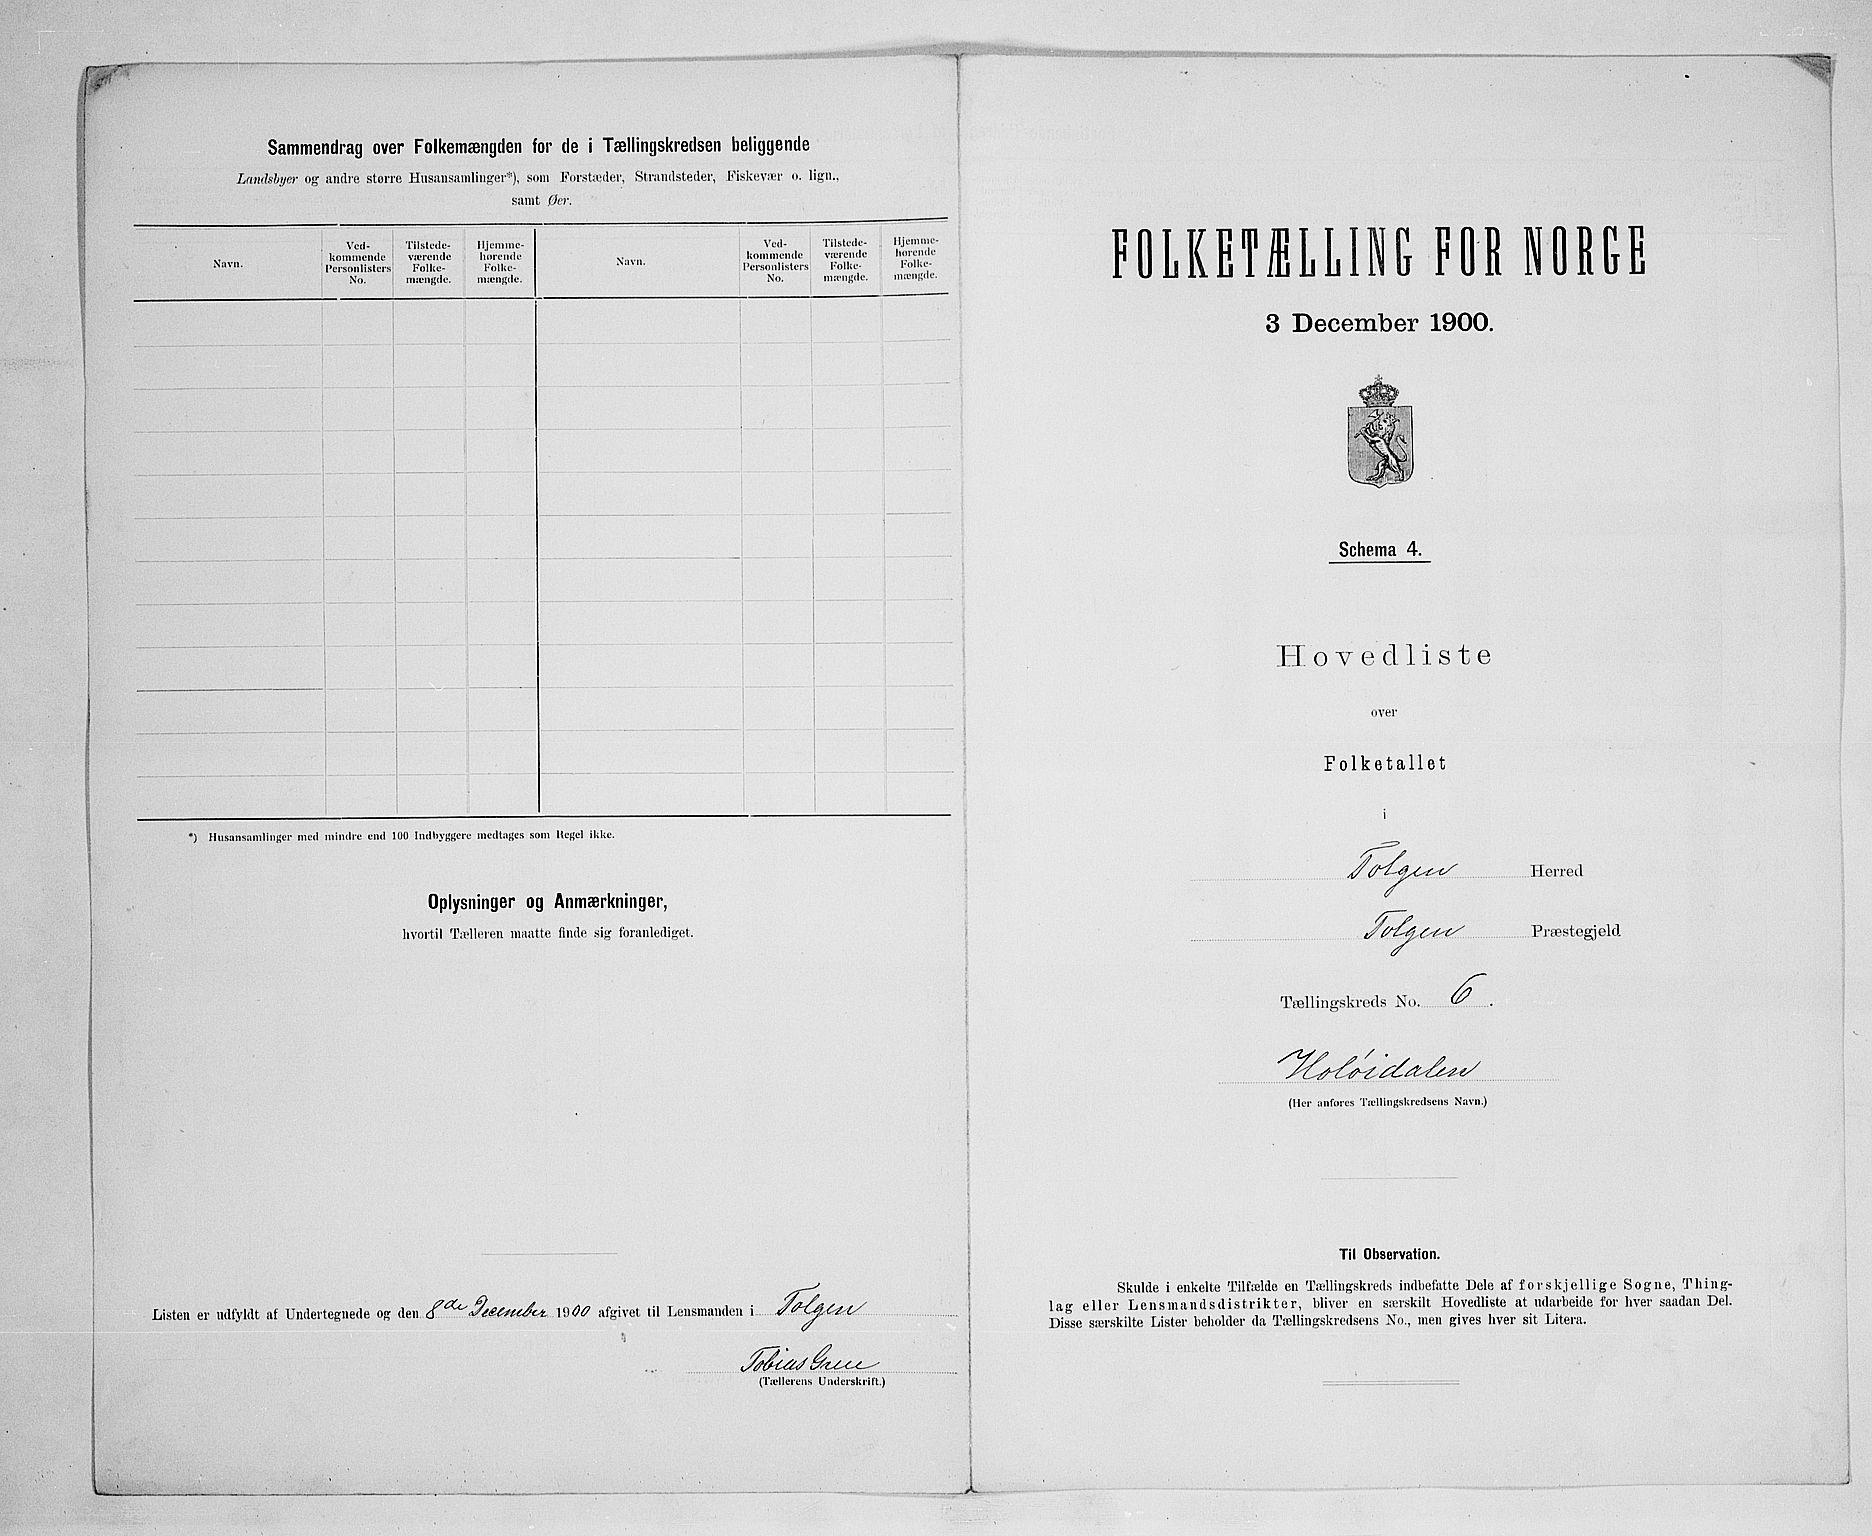 Sammendrag over Folkemængden for de i Tællingskredsen beliggende
Landsbyer og andre større Husansamlinger*), som Forstæder, Strandsteder, Fiskevær o. lign.,
samt Øer.
Navn.
Ved-
kommende
Personlisters
No.
Tilstede-
værende
Folke-
mængde.
Hjemme-
hørende
Folke-
mængde.
Navn.
Ved-
kommende
Personlisters
No.
Tilstede-
værende
Folke-
mængde.
Hjemme-
hørende
Folke-
mængde.
*) Husansamlinger med mindre end 100 Indbyggere medtages som Regel ikke.
Oplysninger og Anmærkninger,
hvortil Tælleren maatte finde sig foranlediget.
Listen er udfyldt af Undertegnede og den 8de December 1900 afgivet til Lensmanden i Tolgen
Tobias Gree
(Tællerens Underskrift.)
FOLKETÆLLING FOR NORGE
3 December 1900.
Schema 4.
Hovedliste
over
Folketallet
i
Tolgen Herred
Tolgen Præstegjeld
Tællingskreds No. 6.
Holøidalen
(Her anføres Tællingskredsens Navn.)
Til Observation.
Skulde i enkelte Tilfælde en Tællingskreds indbefatte Dele af forskjellige Sogne, Thing-
lag eller Lensmandsdistrikter, bliver en særskilt Hovedliste at udarbeide for hver saadan Del.
Disse særskilte Lister beholder da Tællingskredsens No., men gives hver sit Litera.